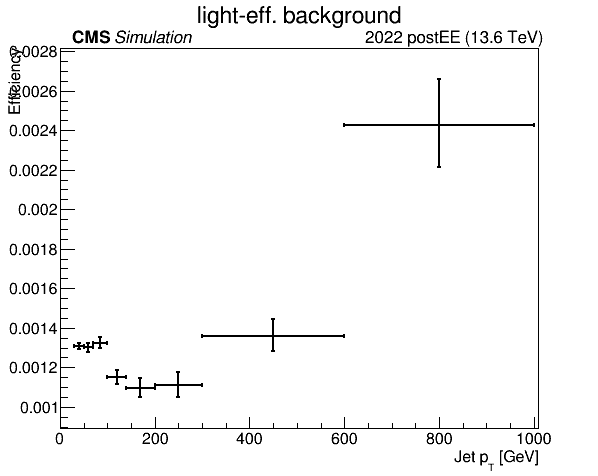 light-eff. background
CMS Simulation
2022 postEE (13.6 TeV)
Efficiency
0.0028
0.0026
0.0024
0.0022
0.002
0.0018
0.0016
0.0014
0.0012
0.001
0 200 400 600 800 1000
Jet p_T [GeV]